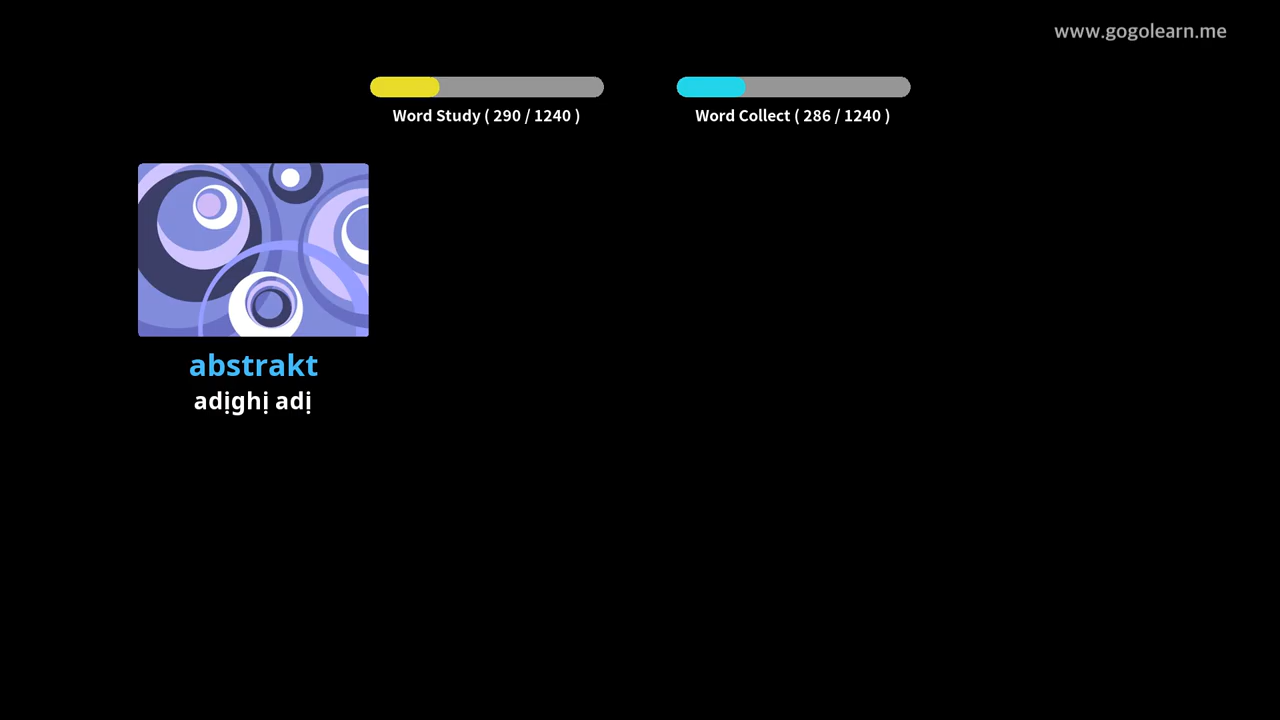 www.gogolearn.me
Word Study ( 290 / 1240 )
Word Collect ( 286 / 1240 )
abstrakt
adịghị adị